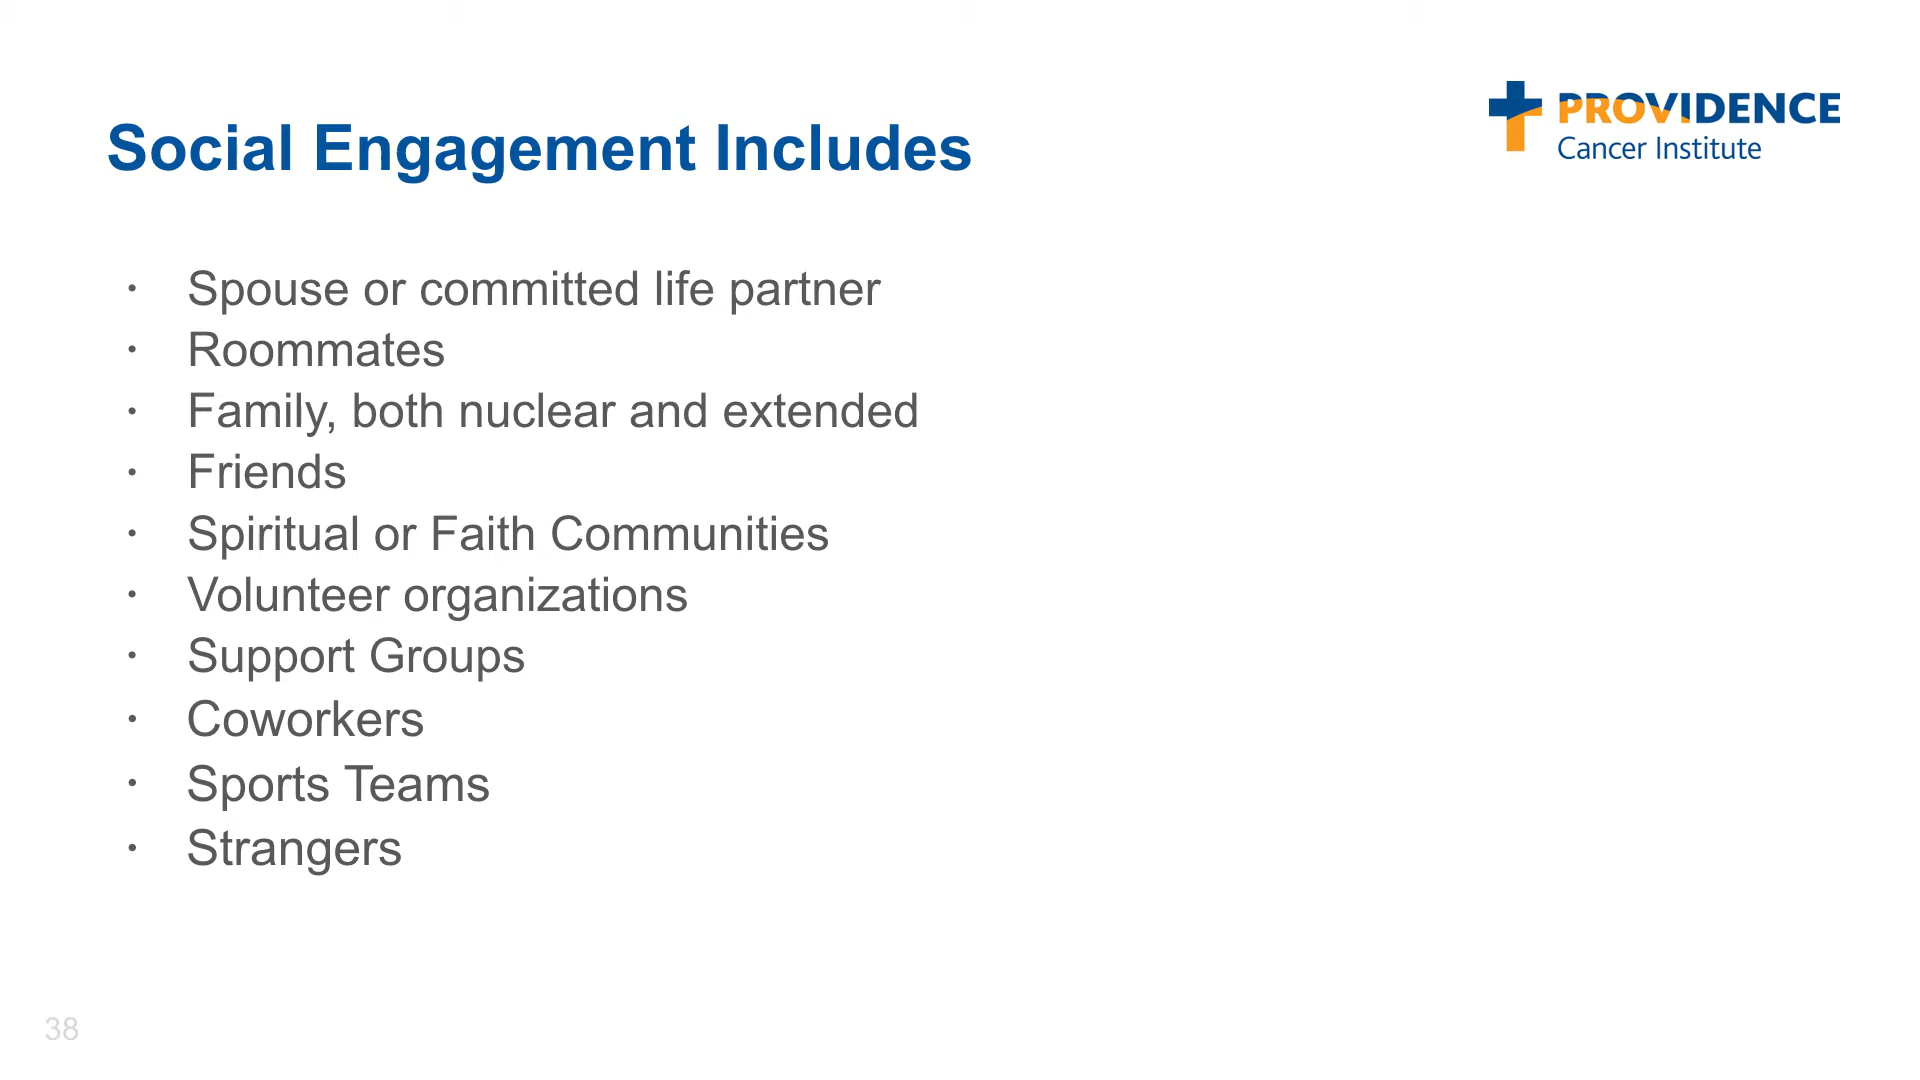 PROVIDENCE
Cancer Institute
Social Engagement Includes
· Spouse or committed life partner
· Roommates
· Family, both nuclear and extended
· Friends
· Spiritual or Faith Communities
· Volunteer organizations
· Support Groups
· Coworkers
· Sports Teams
· Strangers
38